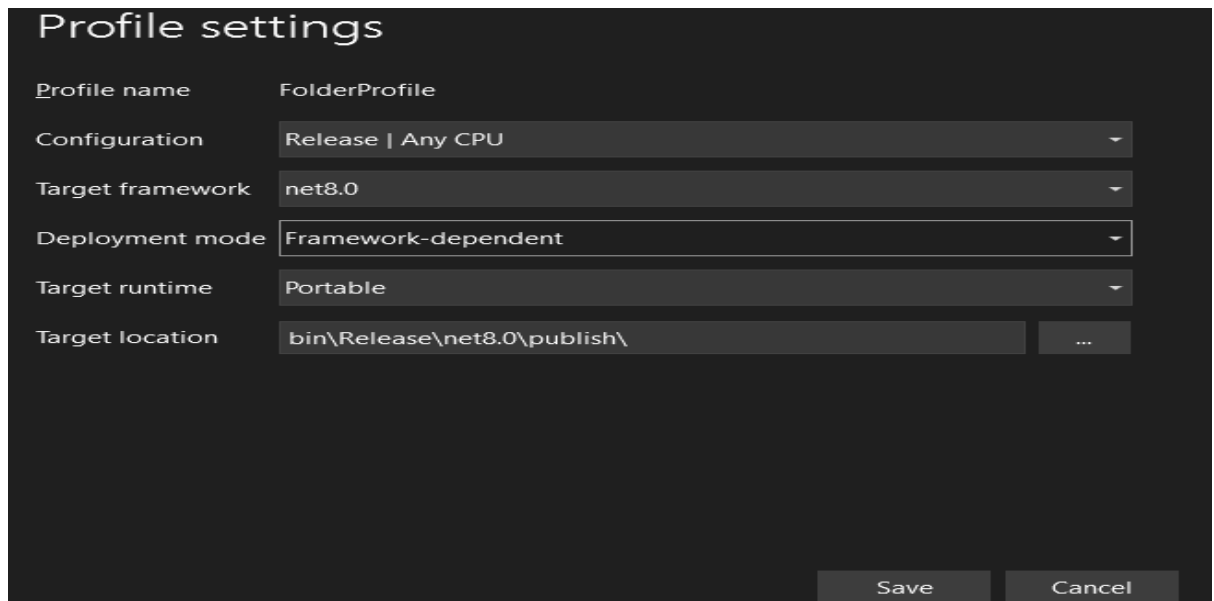 Profile settings
Profile name FolderProfile
Configuration Release | Any CPU
Target framework net8.0
Deployment mode Framework-dependent
Target runtime Portable
Target location bin\Release\net8.0\publish\ ...
Save Cancel